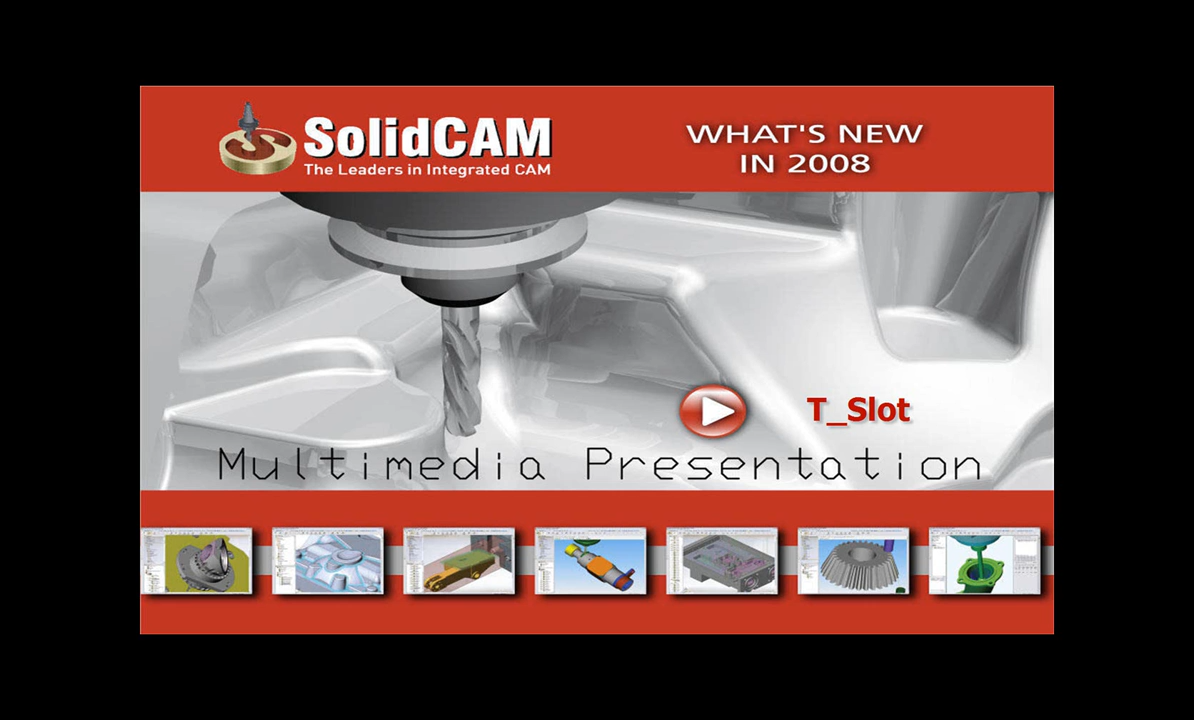 SolidCAM
The Leaders in Integrated CAM
WHAT'S NEW
IN 2008
T_Slot
Multimedia Presentation